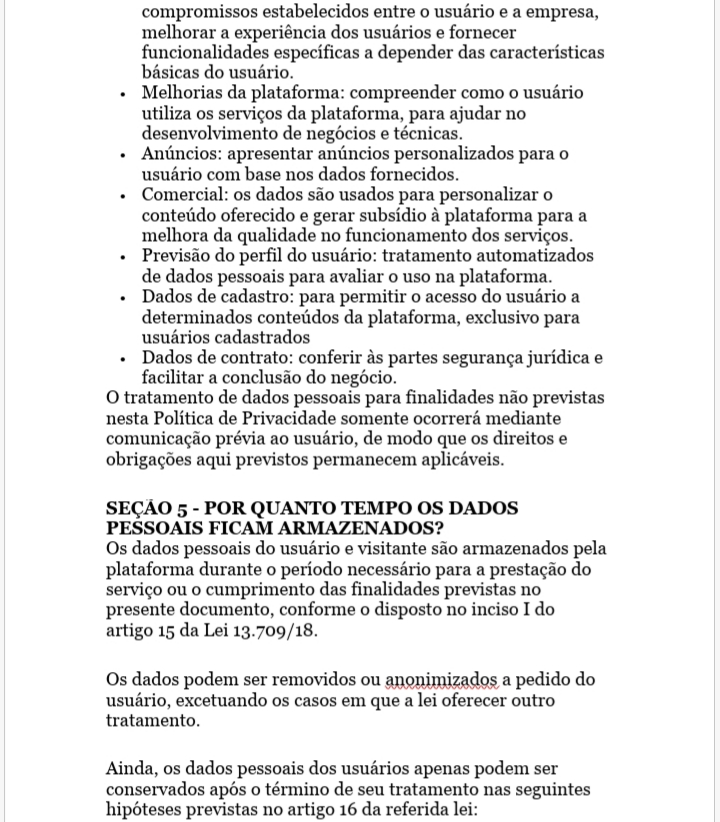 compromissos estabelecidos entre o usuário e a empresa,
melhorar a experiência dos usuários e fornecer
funcionalidades específicas a depender das características
básicas do usuário.
• Melhorias da plataforma: compreender como o usuário
utiliza os serviços da plataforma, para ajudar no
desenvolvimento de negócios e técnicas.
• Anúncios: apresentar anúncios personalizados para o
usuário com base nos dados fornecidos.
• Comercial: os dados são usados para personalizar o
conteúdo oferecido e gerar subsídio à plataforma para a
melhora da qualidade no funcionamento dos serviços.
• Previsão do perfil do usuário: tratamento automatizados
de dados pessoais para avaliar o uso na plataforma.
• Dados de cadastro: para permitir o acesso do usuário a
determinados conteúdos da plataforma, exclusivo para
usuários cadastrados
• Dados de contrato: conferir às partes segurança jurídica e
facilitar a conclusão do negócio.
O tratamento de dados pessoais para finalidades não previstas
nesta Política de Privacidade somente ocorrerá mediante
comunicação prévia ao usuário, de modo que os direitos e
obrigações aqui previstos permanecem aplicáveis.
SEÇÃO 5 - POR QUANTO TEMPO OS DADOS
PESSOAIS FICAM ARMAZENADOS?
Os dados pessoais do usuário e visitante são armazenados pela
plataforma durante o período necessário para a prestação do
serviço ou o cumprimento das finalidades previstas no
presente documento, conforme o disposto no inciso I do
artigo 15 da Lei 13.709/18.
Os dados podem ser removidos ou anonimizados a pedido do
usuário, excetuando os casos em que a lei oferecer outro
tratamento.
Ainda, os dados pessoais dos usuários apenas podem ser
conservados após o término de seu tratamento nas seguintes
hipóteses previstas no artigo 16 da referida lei: